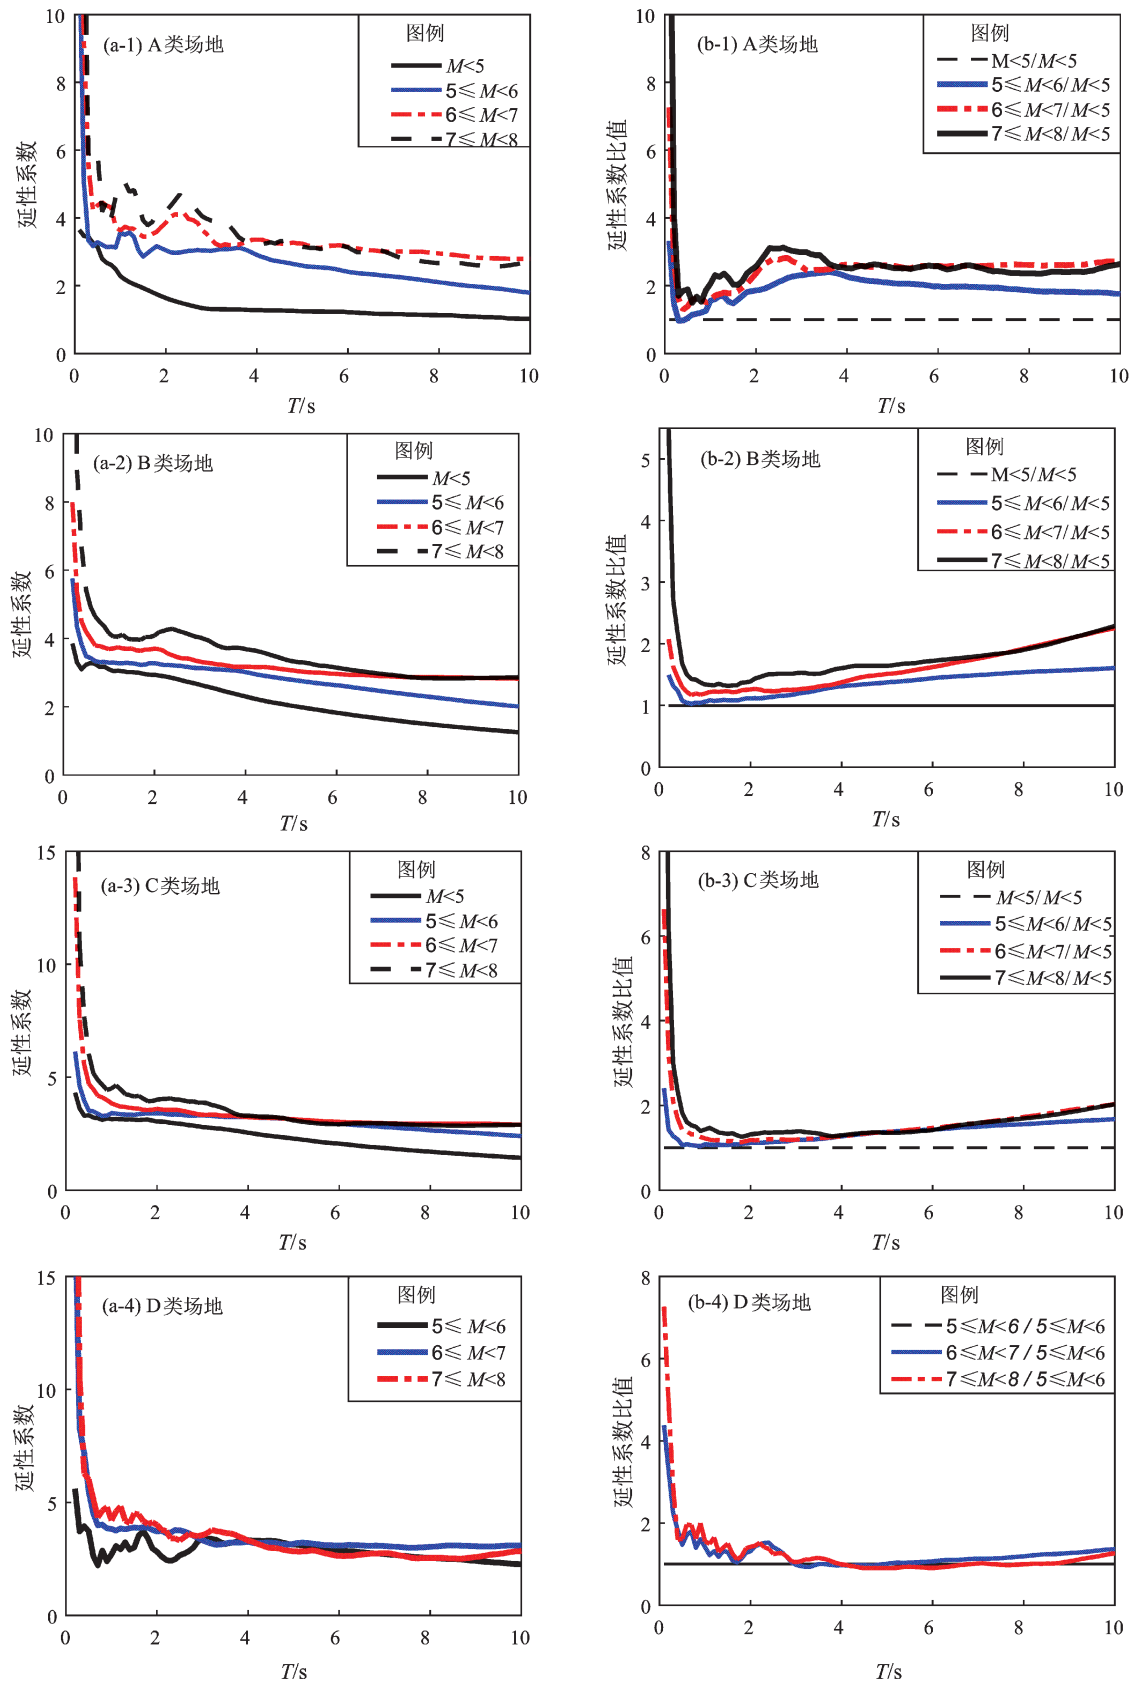 (a-1) A类场地
图例
M<5
5≤ M<6
6≤ M<7
7≤ M<8
延性系数
10
8
6
4
2
0
0 2 4 6 8 10
T/s
(b-1) A类场地
图例
M<5/M<5
5≤ M<6/M<5
6≤ M<7/M<5
7≤ M<8/M<5
延性系数比值
10
8
6
4
2
0
0 2 4 6 8 10
T/s
(a-2) B类场地
图例
M<5
5≤ M<6
6≤ M<7
7≤ M<8
延性系数
10
8
6
4
2
0
0 2 4 6 8 10
T/s
(b-2) B类场地
图例
M<5/M<5
5≤ M<6/M<5
6≤ M<7/M<5
7≤ M<8/M<5
延性系数比值
5
4
3
2
1
0
0 2 4 6 8 10
T/s
(a-3) C类场地
图例
M<5
5≤ M<6
6≤ M<7
7≤ M<8
延性系数
15
10
5
0
0 2 4 6 8 10
T/s
(b-3) C类场地
图例
M<5/M<5
5≤M<6/M<5
6≤M<7/M<5
7≤M<8/M<5
延性系数比值
8
6
4
2
0
0 2 4 6 8 10
T/s
(a-4) D类场地
图例
5≤ M<6
6≤ M<7
7≤ M<8
延性系数
15
10
5
0
0 2 4 6 8 10
T/s
(b-4) D类场地
图例
5≤M<6/5≤M<6
6≤M<7/5≤M<6
7≤M<8/5≤M<6
延性系数比值
8
6
4
2
0
0 2 4 6 8 10
T/s